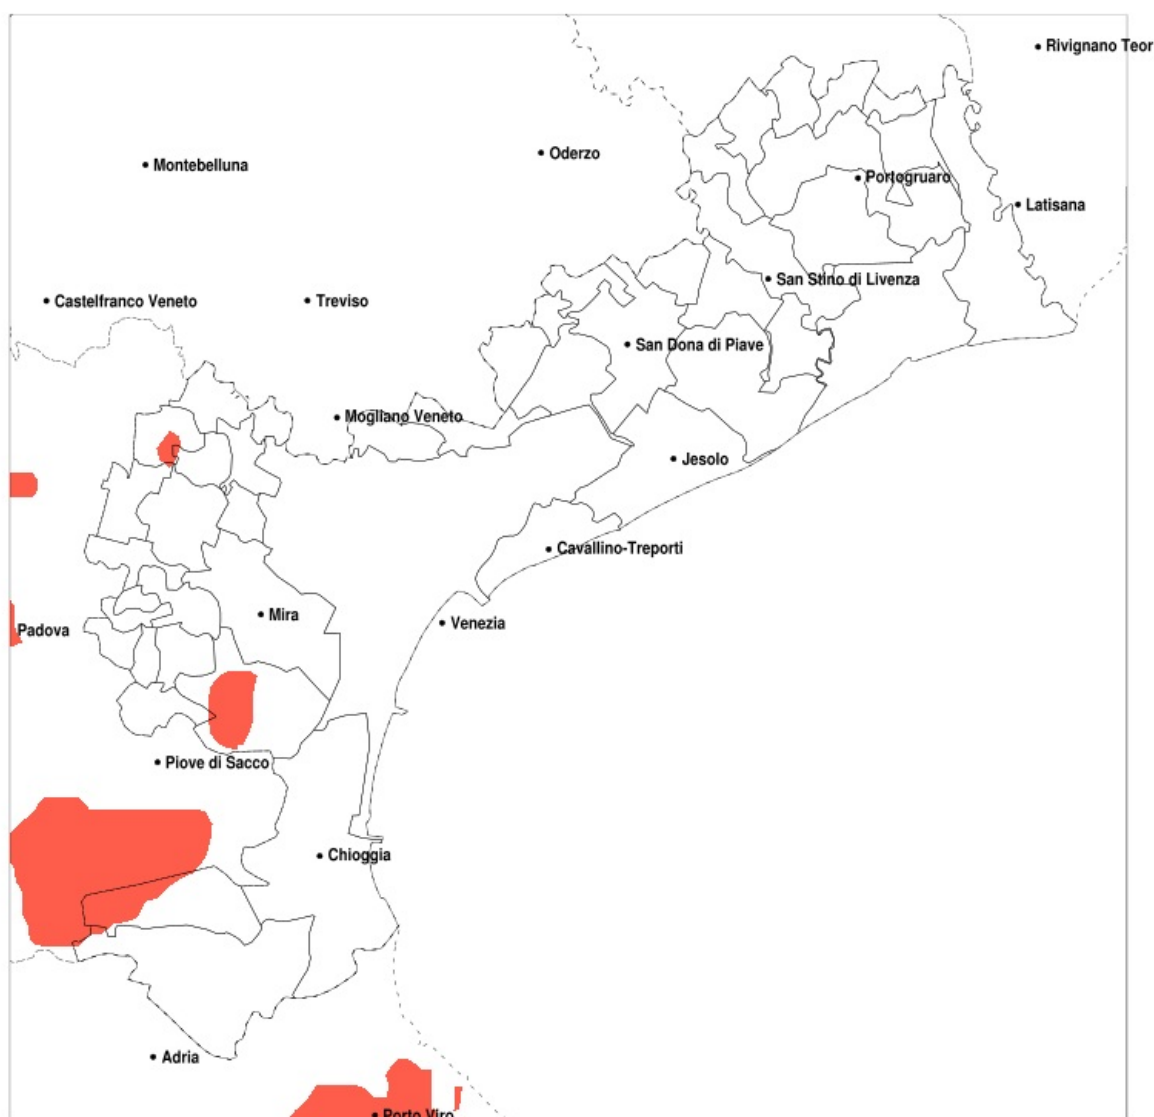 Rivignano Teor
Oderzo
Montebelluna
Portogruaro
Latisana
San Stino di Livenza
Castelfranco Veneto
Treviso
San Dona di Piave
Mogliano Veneto
Jesolo
Cavallino-Treporti
Mira
Venezia
Padova
Piove di Sacco
Chioggia
Adria
Porto Viro